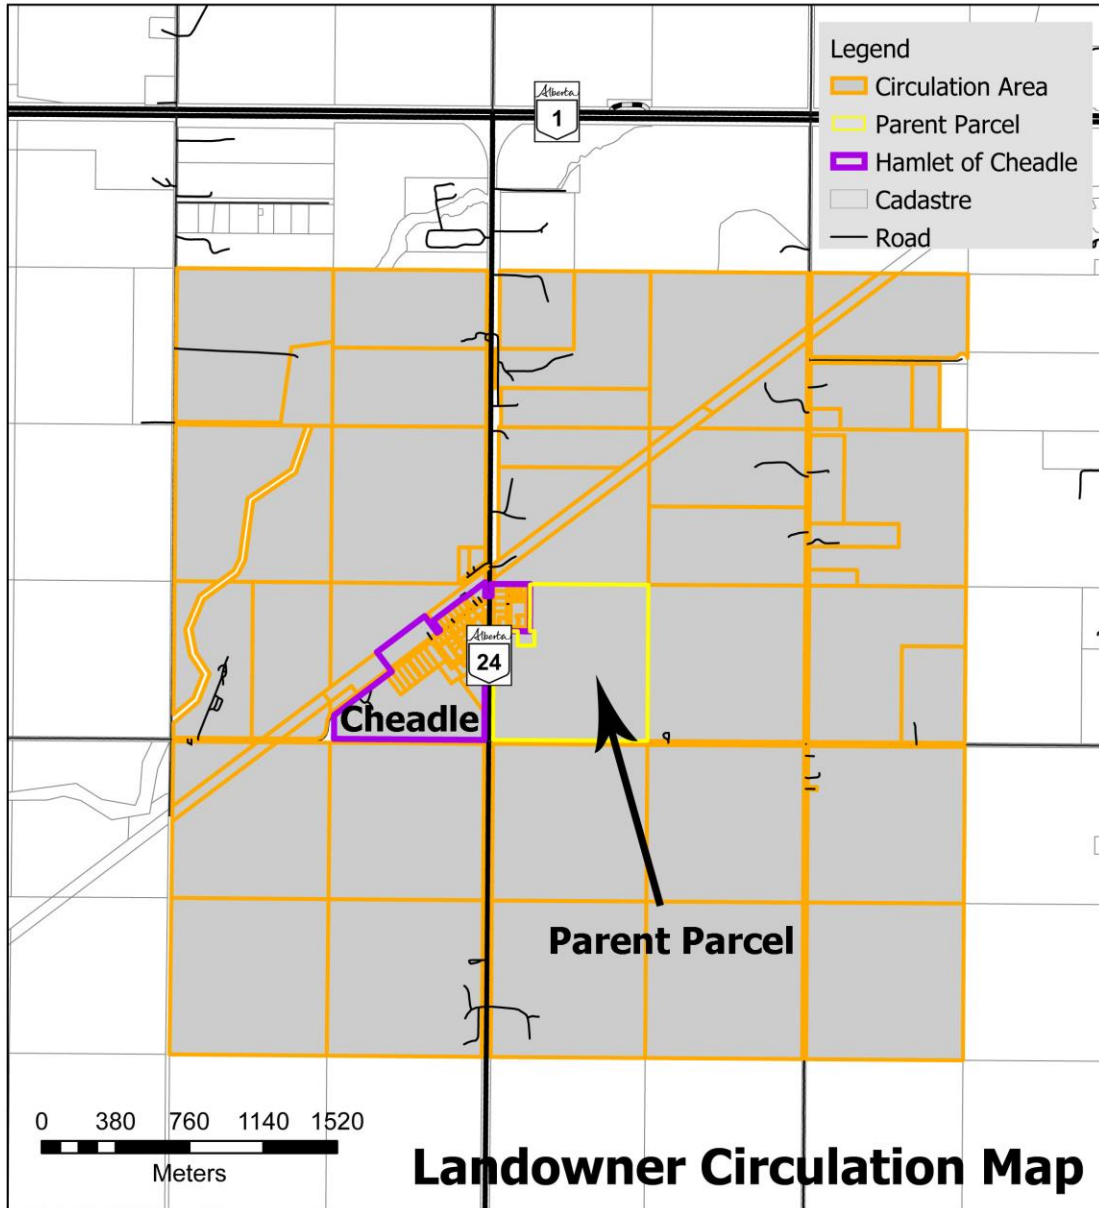 Legend
Circulation Area
Parent Parcel
Hamlet of Cheadle
Cadastre
Road
Alberta
1
Alberta
24
Cheadle
Parent Parcel
0 380 760 1140 1520
Meters
Landowner Circulation Map